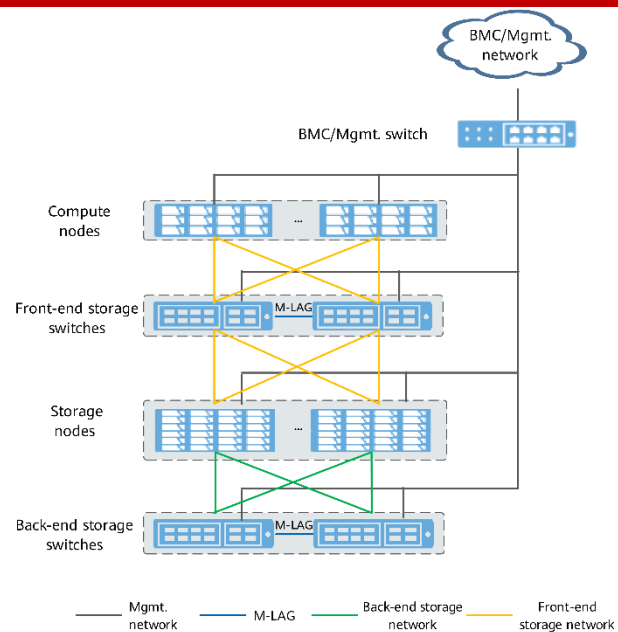 BMC/Mgmt.
network
BMC/Mgmt. switch
Compute
nodes
...
Front-end storage
switches
M-LAG
Storage
nodes
...
Back-end storage
switches
M-LAG
Mgmt.
network
M-LAG
Back-end storage
network
Front-end
storage network